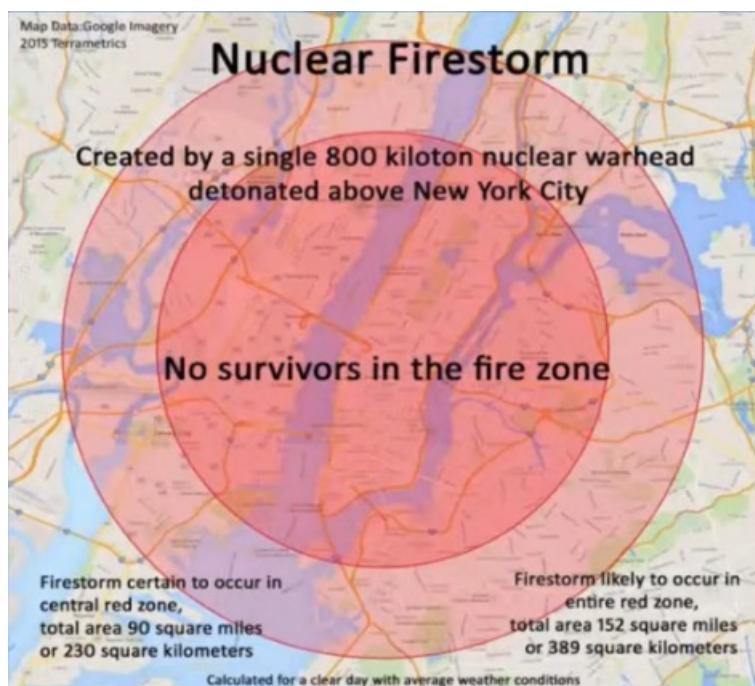 Map Data:Google Imagery
2015 Terrametrics
Nuclear Firestorm
Created by a single 800 kiloton nuclear warhead
detonated above New York City
No survivors in the fire zone
Firestorm certain to occur in
central red zone,
total area 90 square miles
or 230 square kilometers
Firestorm likely to occur in
entire red zone,
total area 152 square miles
or 389 square kilometers
Calculated for a clear day with average weather conditions